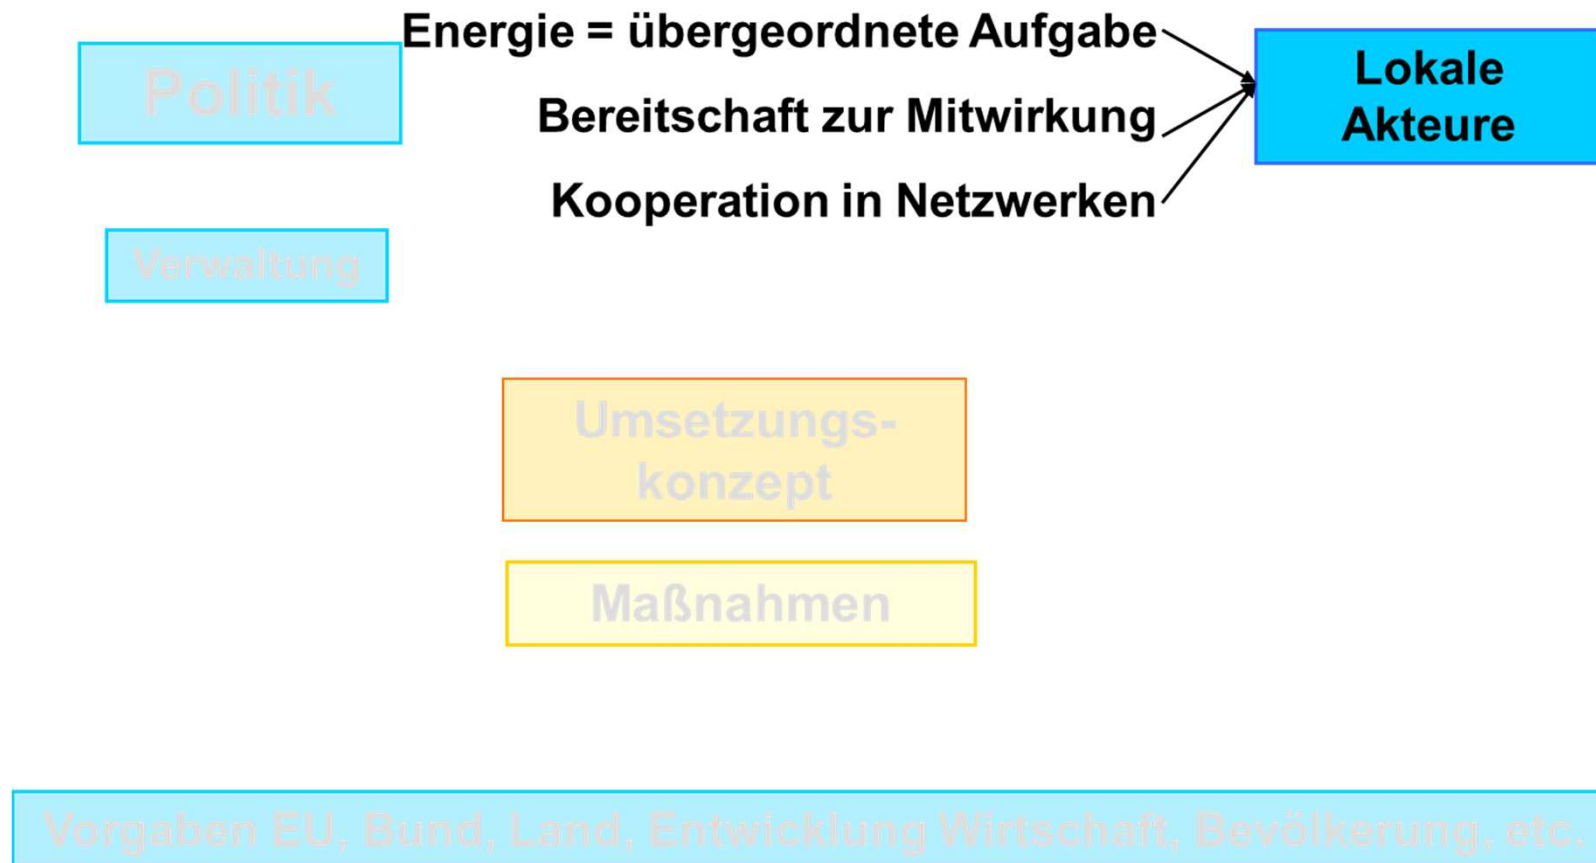 Energie = übergeordnete Aufgabe
Politik
Bereitschaft zur Mitwirkung
Kooperation in Netzwerken
Lokale
Akteure
Verwaltung
Umsetzungs-
konzept
Maßnahmen
Vorgaben EU, Bund, Land, Entwicklung Wirtschaft, Bevölkerung, etc.